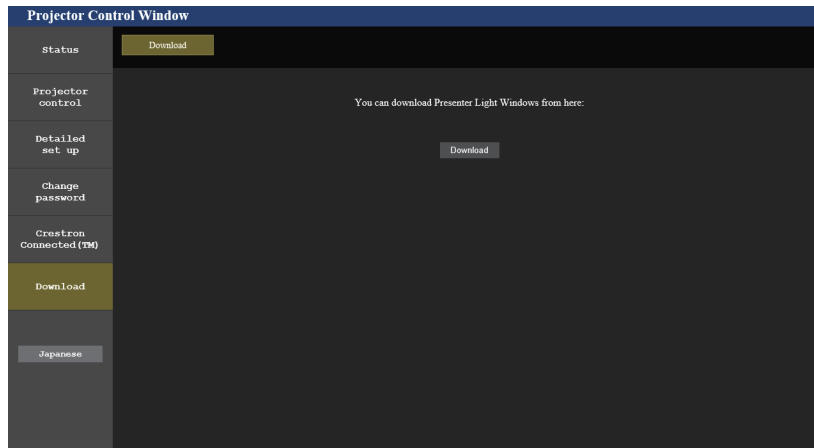 Projector Control Window
Status
Download
Projector
control
You can download Presenter Light Windows from here:
Detailed
set up
Download
Change
password
Crestron
Connected(TM)
Download
Japanese